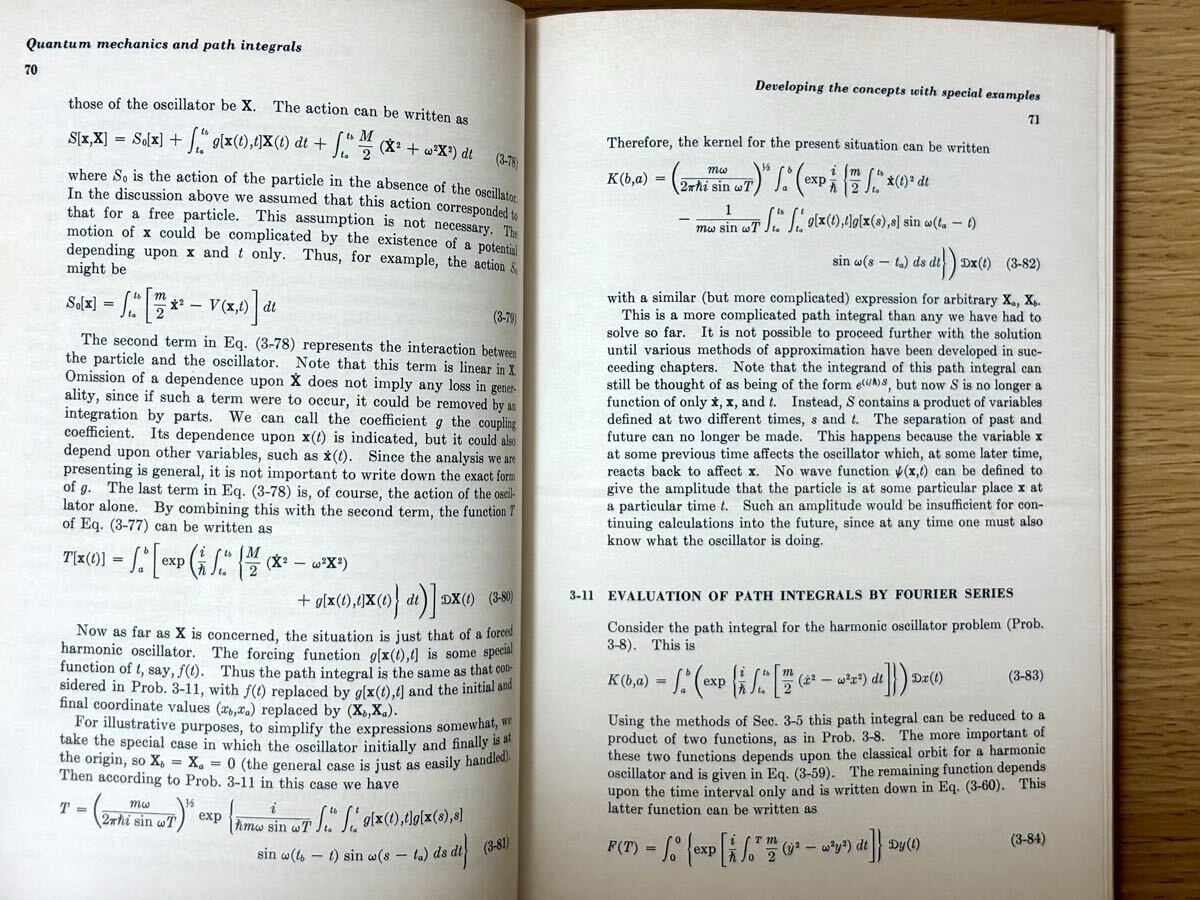 Quantum mechanics and path integrals
70
those of the oscillator be X. The action can be written as
S[x,X] = S₀[x] + ∫_{tₐ}^{t_b} g[x(t),t]X(t) dt + ∫_{tₐ}^{t_b} M/2 (Ẋ² + ω²X²) dt (3-78)
where S₀ is the action of the particle in the absence of the oscillator.
In the discussion above we assumed that this action corresponded to
that for a free particle. This assumption is not necessary. The
motion of x could be complicated by the existence of a potential
depending upon x and t only. Thus, for example, the action S₀
might be
S₀[x] = ∫_{tₐ}^{t_b} [m/2 ẋ² − V(x,t)] dt (3-79)
The second term in Eq. (3-78) represents the interaction between
the particle and the oscillator. Note that this term is linear in X.
Omission of a dependence upon Ẋ does not imply any loss in gener-
ality, since if such a term were to occur, it could be removed by an
integration by parts. We can call the coefficient g the coupling
coefficient. Its dependence upon x(t) is indicated, but it could also
depend upon other variables, such as ẋ(t). Since the analysis we are
presenting is general, it is not important to write down the exact form
of g. The last term in Eq. (3-78) is, of course, the action of the oscil-
lator alone. By combining this with the second term, the function T
of Eq. (3-77) can be written as
T[x(t)] = ∫ₐ^b [exp (i/ħ ∫_{tₐ}^{t_b} {M/2 (Ẋ² − ω²X²)
+ g[x(t),t]X(t)} dt)] 𝔇X(t) (3-80)
Now as far as X is concerned, the situation is just that of a forced
harmonic oscillator. The forcing function g[x(t),t] is some special
function of t, say, f(t). Thus the path integral is the same as that con-
sidered in Prob. 3-11, with f(t) replaced by g[x(t),t] and the initial and
final coordinate values (x_b,xₐ) replaced by (X_b,Xₐ).
For illustrative purposes, to simplify the expressions somewhat, we
take the special case in which the oscillator initially and finally is at
the origin, so X_b = Xₐ = 0 (the general case is just as easily handled).
Then according to Prob. 3-11 in this case we have
T = (mω/2πħi sin ωT)^½ exp {i/ħmω sin ωT ∫_{tₐ}^{t_b} ∫_{tₐ}^{t} g[x(t),t]g[x(s),s]
sin ω(t_b − t) sin ω(s − tₐ) ds dt} (3-81)
Developing the concepts with special examples
71
Therefore, the kernel for the present situation can be written
K(b,a) = (mω/2πħi sin ωT)^½ ∫ₐ^b (exp i/ħ {m/2 ∫_{tₐ}^{t_b} ẋ(t)² dt
− 1/mω sin ωT ∫_{tₐ}^{t_b} ∫_{tₐ}^{t} g[x(t),t]g[x(s),s] sin ω(tₐ − t)
sin ω(s − tₐ) ds dt}) 𝔇x(t) (3-82)
with a similar (but more complicated) expression for arbitrary Xₐ, X_b.
This is a more complicated path integral than any we have had to
solve so far. It is not possible to proceed further with the solution
until various methods of approximation have been developed in suc-
ceeding chapters. Note that the integrand of this path integral can
still be thought of as being of the form e^{(i/ħ)S}, but now S is no longer a
function of only ẋ, x, and t. Instead, S contains a product of variables
defined at two different times, s and t. The separation of past and
future can no longer be made. This happens because the variable x
at some previous time affects the oscillator which, at some later time,
reacts back to affect x. No wave function ψ(x,t) can be defined to
give the amplitude that the particle is at some particular place x at
a particular time t. Such an amplitude would be insufficient for con-
tinuing calculations into the future, since at any time one must also
know what the oscillator is doing.
3-11 EVALUATION OF PATH INTEGRALS BY FOURIER SERIES
Consider the path integral for the harmonic oscillator problem (Prob.
3-8). This is
K(b,a) = ∫ₐ^b (exp {i/ħ ∫_{tₐ}^{t_b} [m/2 (ẋ² − ω²x²) dt]}) 𝔇x(t) (3-83)
Using the methods of Sec. 3-5 this path integral can be reduced to a
product of two functions, as in Prob. 3-8. The more important of
these two functions depends upon the classical orbit for a harmonic
oscillator and is given in Eq. (3-59). The remaining function depends
upon the time interval only and is written down in Eq. (3-60). This
latter function can be written as
F(T) = ∫₀⁰ {exp [i/ħ ∫₀^T m/2 (ẏ² − ω²y²) dt]} 𝔇y(t) (3-84)